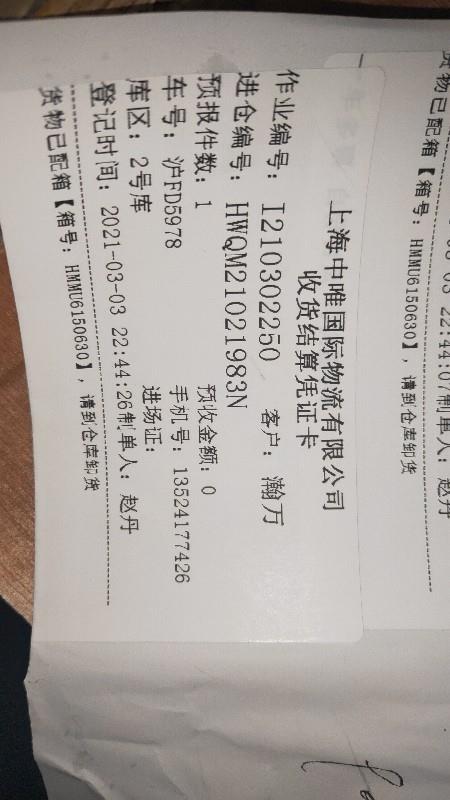 上海中唯国际物流有限公司
收货结算凭证卡
作业编号: I210302250 客户: 瀚万
进仓编号: HWQM21021983N
预报件数: 1 预收金额: 0
车号: 沪FD5978 手机号: 13524177426
库区: 2号库 进场证:
登记时间: 2021-03-03 22:44:26制单人: 赵丹
货物已配箱【箱号: HMMU6150630】, 请到仓库卸货
22:44:07制单人: 赵丹
货物已配箱【箱号: HMMU6150630】, 请到仓库卸货